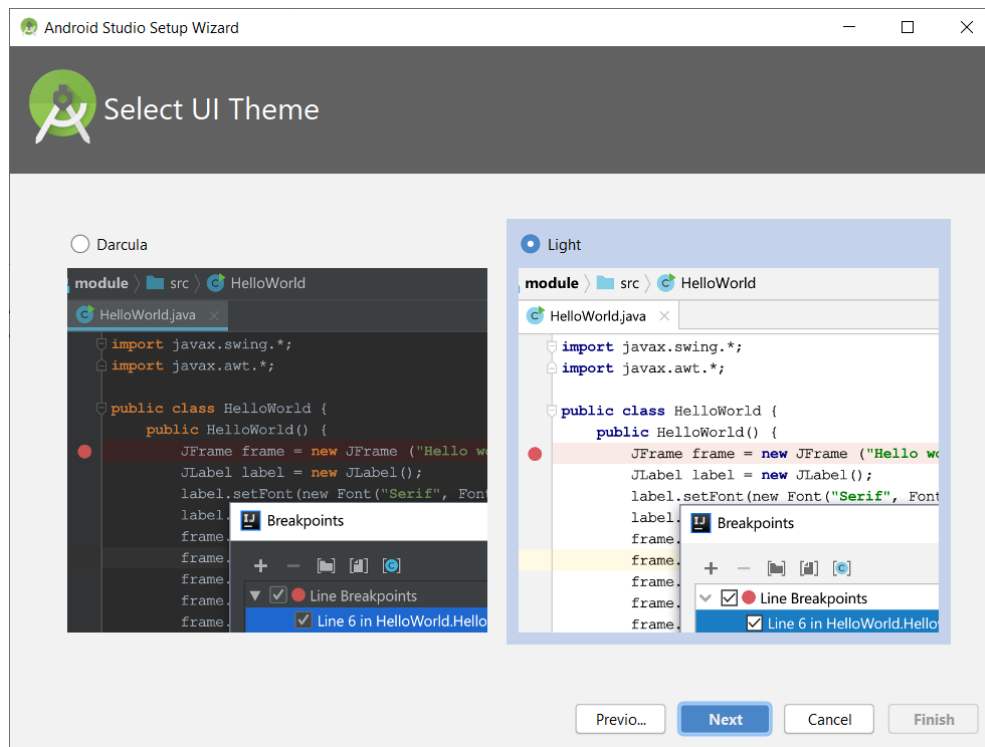 Android Studio Setup Wizard
Select UI Theme
Darcula
module src HelloWorld
HelloWorld.java
import javax.swing.*;
import javax.awt.*;
public class HelloWorld {
public HelloWorld() {
JFrame frame = new JFrame ("Hello wo
JLabel label = new JLabel();
label.setFont(new Font("Serif", Font
label.
frame.
frame.
frame.
frame.
frame.
IJ Breakpoints
Line Breakpoints
Line 6 in HelloWorld.Hello
Light
module src HelloWorld
HelloWorld.java
import javax.swing.*;
import javax.awt.*;
public class HelloWorld {
public HelloWorld() {
JFrame frame = new JFrame ("Hello wo
JLabel label = new JLabel();
label.setFont(new Font("Serif", Font
label.
frame.
frame.
frame.
frame.
frame.
IJ Breakpoints
Line Breakpoints
Line 6 in HelloWorld.Hello
Previo... Next Cancel Finish